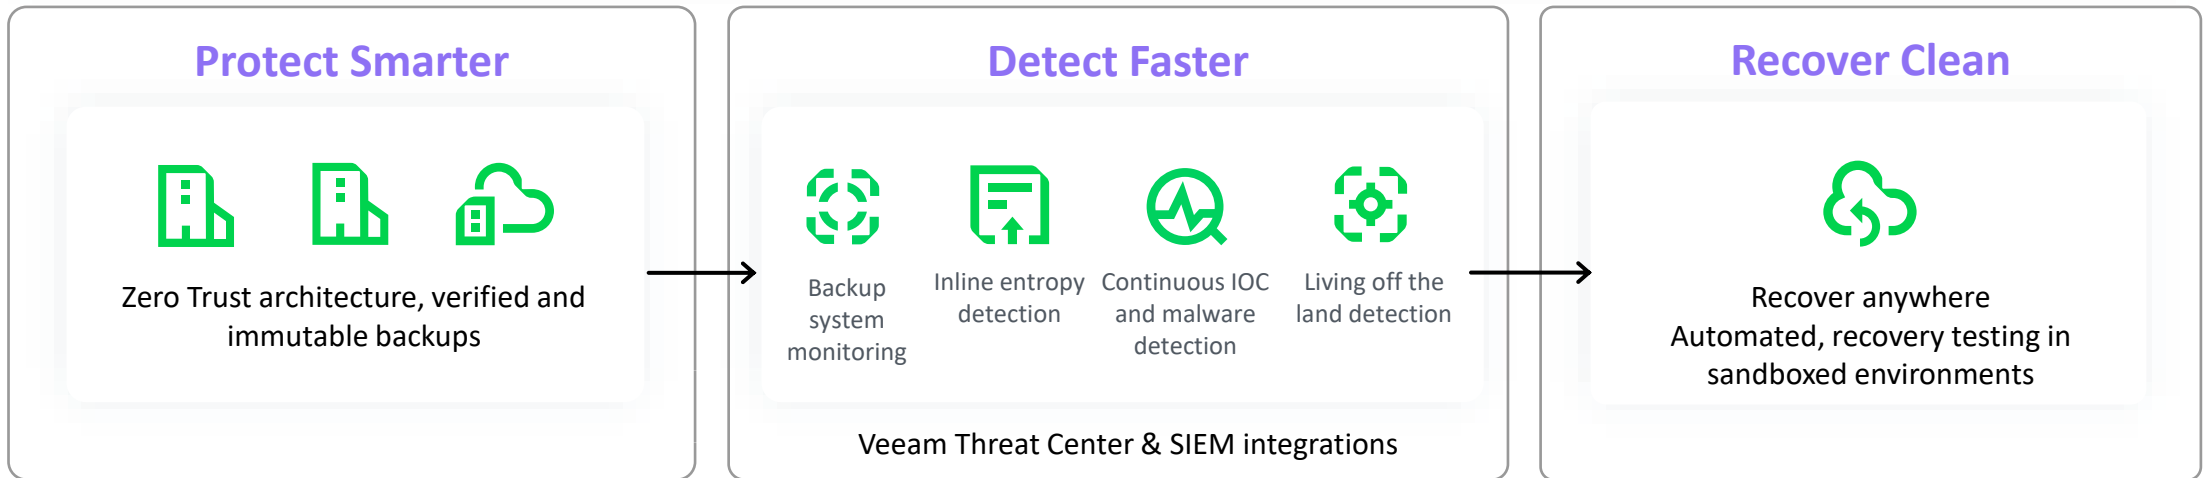 Protect Smarter
Zero Trust architecture, verified and
immutable backups
Detect Faster
Backup
system
monitoring
Inline entropy
detection
Continuous IOC
and malware
detection
Living off the
land detection
Veeam Threat Center & SIEM integrations
Recover Clean
Recover anywhere
Automated, recovery testing in
sandboxed environments